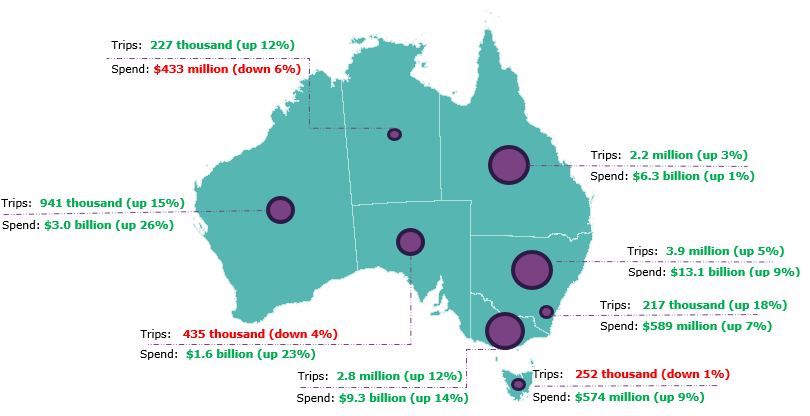 Trips: 227 thousand (up 12%)
Spend: $433 million (down 6%)
Trips: 2.2 million (up 3%)
Spend: $6.3 billion (up 1%)
Trips: 941 thousand (up 15%)
Spend: $3.0 billion (up 26%)
Trips: 3.9 million (up 5%)
Spend: $13.1 billion (up 9%)
Trips: 217 thousand (up 18%)
Spend: $589 million (up 7%)
Trips: 435 thousand (down 4%)
Spend: $1.6 billion (up 23%)
Trips: 2.8 million (up 12%)
Spend: $9.3 billion (up 14%)
Trips: 252 thousand (down 1%)
Spend: $574 million (up 9%)